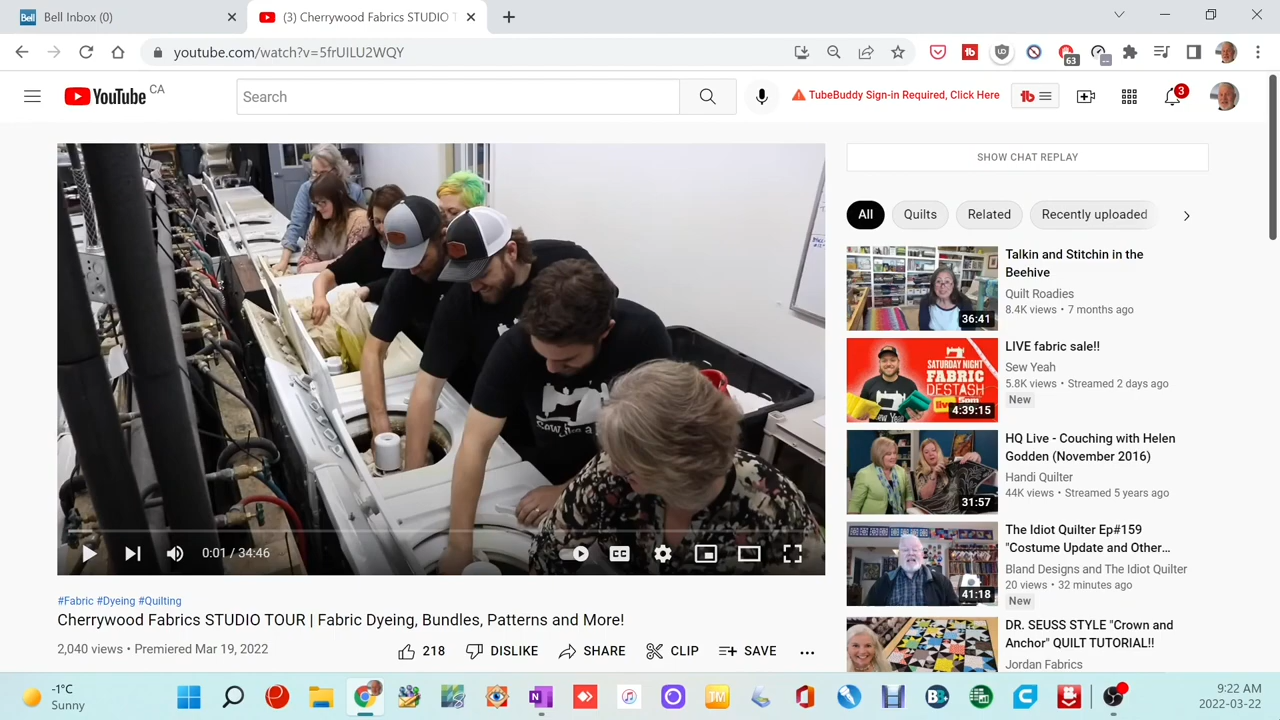 Bell Inbox (0)
(3) Cherrywood Fabrics STUDIO T
youtube.com/watch?v=5frUILU2WQY
63
YouTube CA
Search
TubeBuddy Sign-in Required, Click Here
3
SHOW CHAT REPLAY
All
Quilts
Related
Recently uploaded
Talkin and Stitchin in the
Beehive
Quilt Roadies
8.4K views • 7 months ago
36:41
LIVE fabric sale!!
Sew Yeah
5.8K views • Streamed 2 days ago
New
SATURDAY NIGHT
FABRIC
DESTASH
4:39:15
HQ Live - Couching with Helen
Godden (November 2016)
Handi Quilter
44K views • Streamed 5 years ago
31:57
The Idiot Quilter Ep#159
"Costume Update and Other...
Bland Designs and The Idiot Quilter
20 views • 32 minutes ago
New
41:18
DR. SEUSS STYLE "Crown and
Anchor" QUILT TUTORIAL!!
Jordan Fabrics
0:01 / 34:46
CC
#Fabric #Dyeing #Quilting
Cherrywood Fabrics STUDIO TOUR | Fabric Dyeing, Bundles, Patterns and More!
2,040 views • Premiered Mar 19, 2022
218
DISLIKE
SHARE
CLIP
SAVE
-1°C
Sunny
9:22 AM
2022-03-22